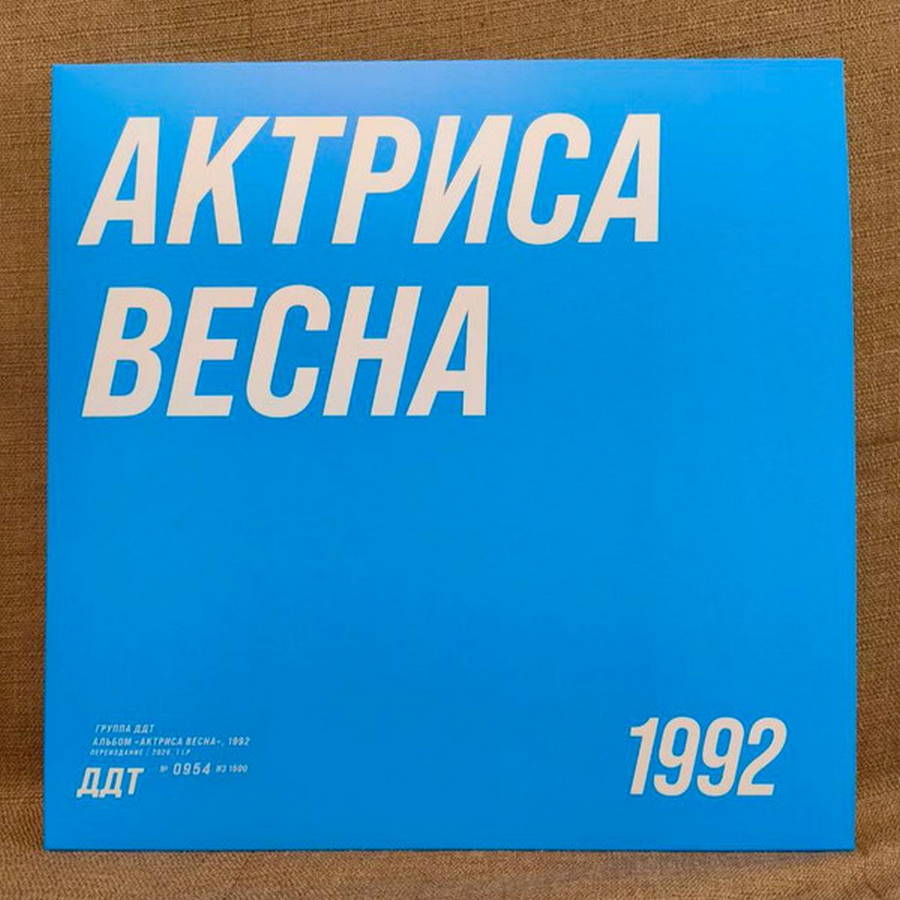 АКТРИСА
ВЕСНА
ГРУППА ДДТ
АЛЬБОМ «АКТРИСА ВЕСНА», 1992
ПЕРЕИЗДАНИЕ : 2020, 1 LP
ДДТ № 0954 ИЗ 1500
1992